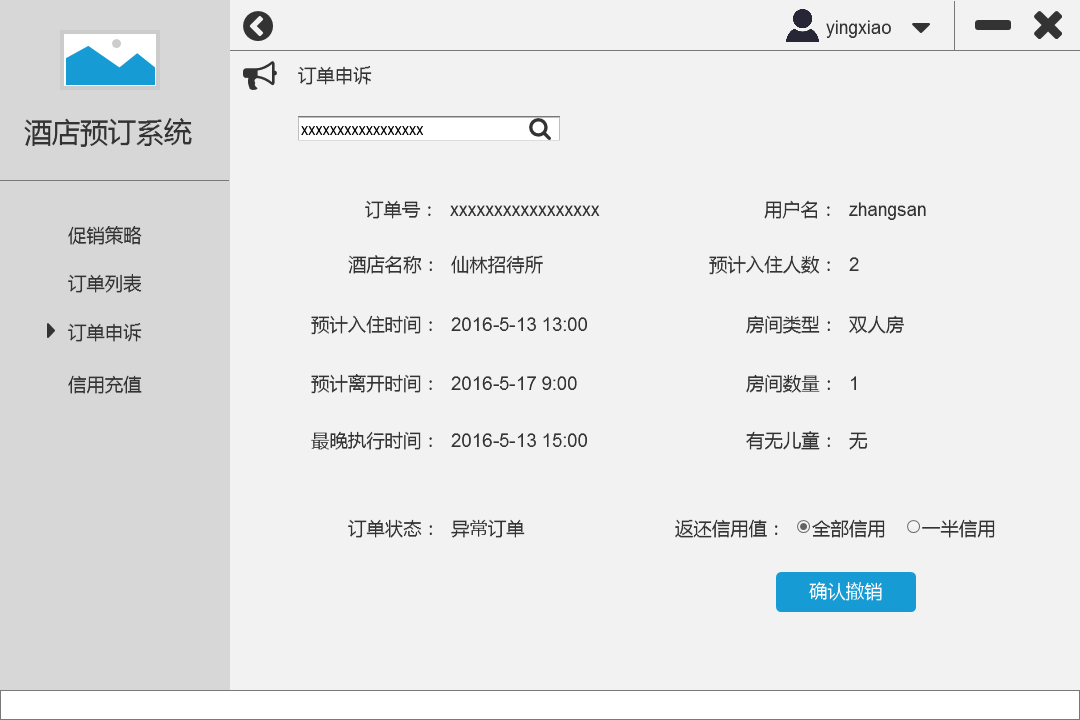 yingxiao
酒店预订系统
促销策略
订单列表
订单申诉
信用充值
订单申诉
xxxxxxxxxxxxxxxxx
订单号： xxxxxxxxxxxxxxxxx 用户名： zhangsan
酒店名称： 仙林招待所 预计入住人数： 2
预计入住时间： 2016-5-13 13:00 房间类型： 双人房
预计离开时间： 2016-5-17 9:00 房间数量： 1
最晚执行时间： 2016-5-13 15:00 有无儿童： 无
订单状态： 异常订单 返还信用值： 全部信用 一半信用
确认撤销